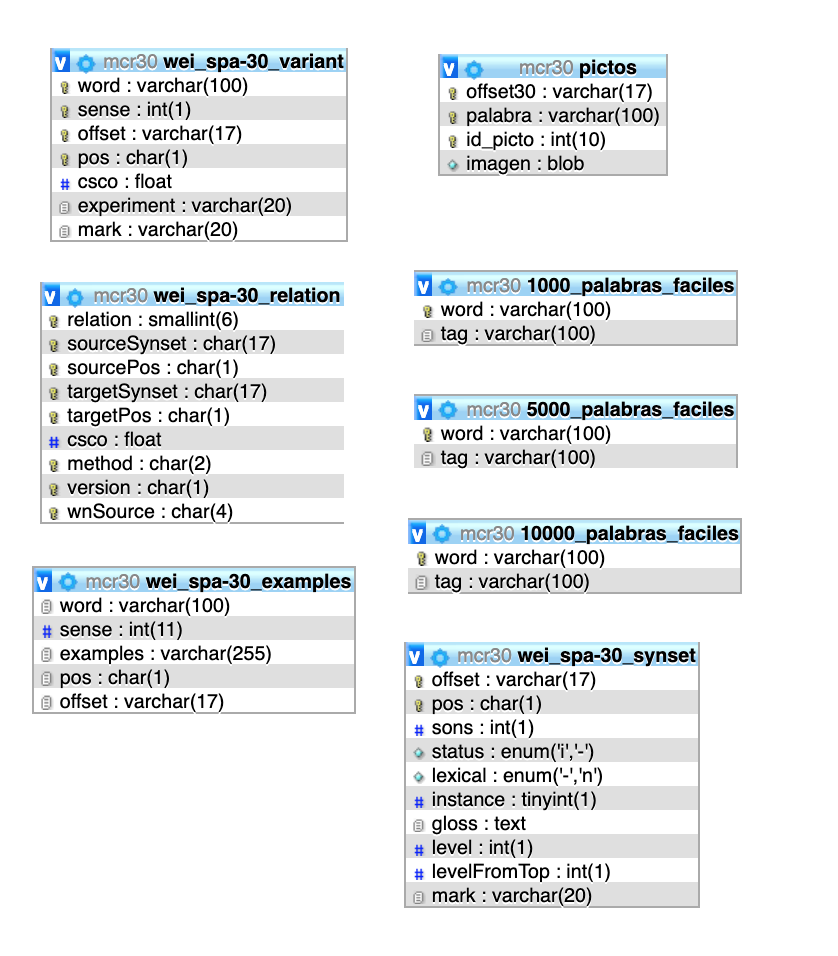 mcr30 wei_spa-30_variant
word : varchar(100)
sense : int(1)
offset : varchar(17)
pos : char(1)
# csco : float
experiment : varchar(20)
mark : varchar(20)
mcr30 wei_spa-30_relation
relation : smallint(6)
sourceSynset : char(17)
sourcePos : char(1)
targetSynset : char(17)
targetPos : char(1)
# csco : float
method : char(2)
version : char(1)
wnSource : char(4)
mcr30 wei_spa-30_examples
word : varchar(100)
# sense : int(11)
examples : varchar(255)
pos : char(1)
offset : varchar(17)
mcr30 pictos
offset30 : varchar(17)
palabra : varchar(100)
id_picto : int(10)
imagen : blob
mcr30 1000_palabras_faciles
word : varchar(100)
tag : varchar(100)
mcr30 5000_palabras_faciles
word : varchar(100)
tag : varchar(100)
mcr30 10000_palabras_faciles
word : varchar(100)
tag : varchar(100)
mcr30 wei_spa-30_synset
offset : varchar(17)
pos : char(1)
# sons : int(1)
status : enum('i','-')
lexical : enum('-','n')
# instance : tinyint(1)
gloss : text
# level : int(1)
# levelFromTop : int(1)
mark : varchar(20)